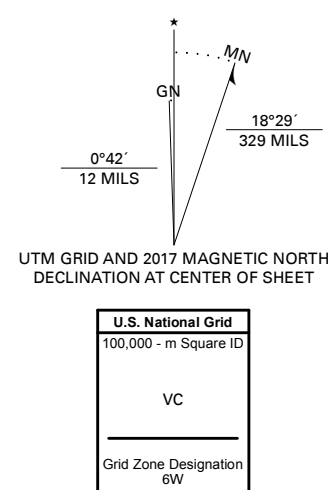 ★
MN
GN
18°29´
329 MILS
0°42´
12 MILS
UTM GRID AND 2017 MAGNETIC NORTH
DECLINATION AT CENTER OF SHEET
U.S. National Grid
100,000 - m Square ID
VC
Grid Zone Designation
6W